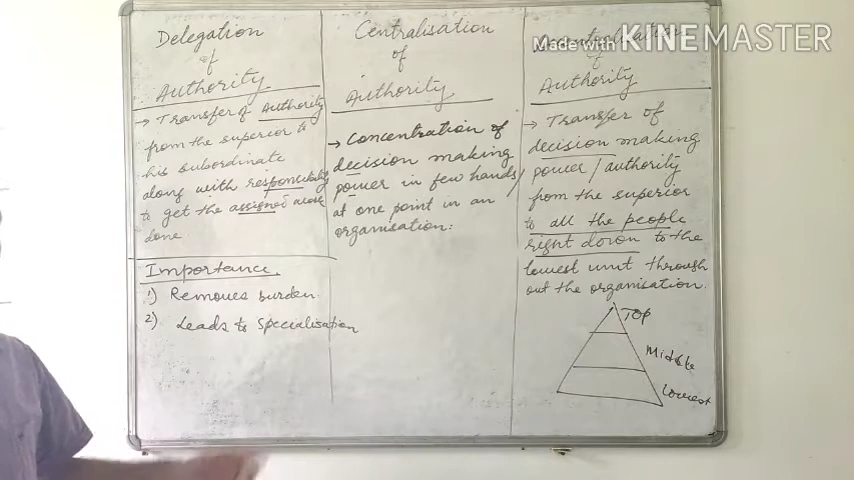 Delegation
of
Authority
→ Transfer of Authority
from the superior to
his subordinate
along with responsibility
to get the assigned work
done
Importance
1) Removes burden.
2) Leads to Specialisation
Centralisation
of
Authority
→ Concentration of
decision making
power in few hands/
at one point in an
organisation:
Made with KINEMASTER
of
Authority
→ Transfer of
decision making
power / authority
from the superior
to all the people
right down to the
lowest unit through
out the organisation.
TOP
Middle
Lowest